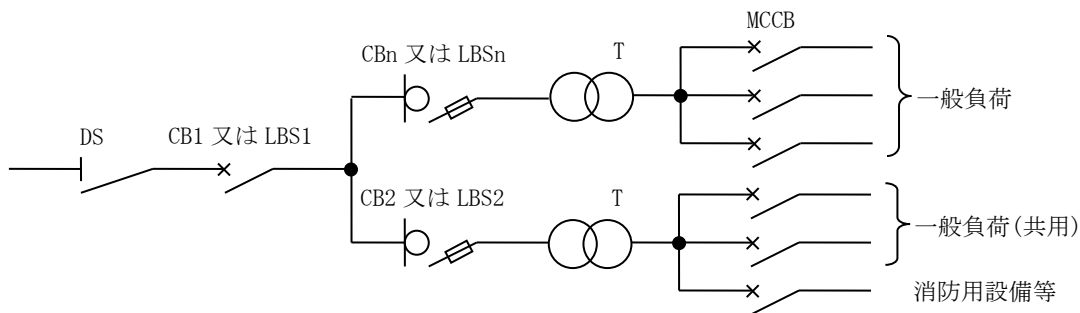 MCCB
CBn 又は LBSn
T
一般負荷
DS
CB1 又は LBS1
CB2 又は LBS2
T
一般負荷(共用)
消防用設備等